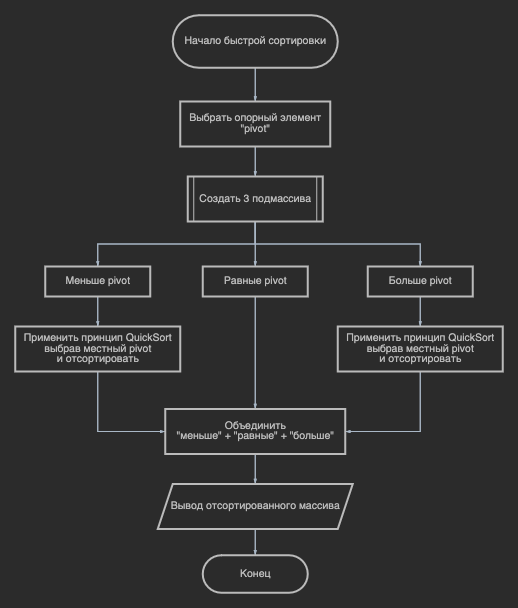 Начало быстрой сортировки
Выбрать опорный элемент
"pivot"
Создать 3 подмассива
Меньше pivot
Равные pivot
Больше pivot
Применить принцип QuickSort
выбрав местный pivot
и отсортировать
Применить принцип QuickSort
выбрав местный pivot
и отсортировать
Объединить
"меньше" + "равные" + "больше"
Вывод отсортированного массива
Конец